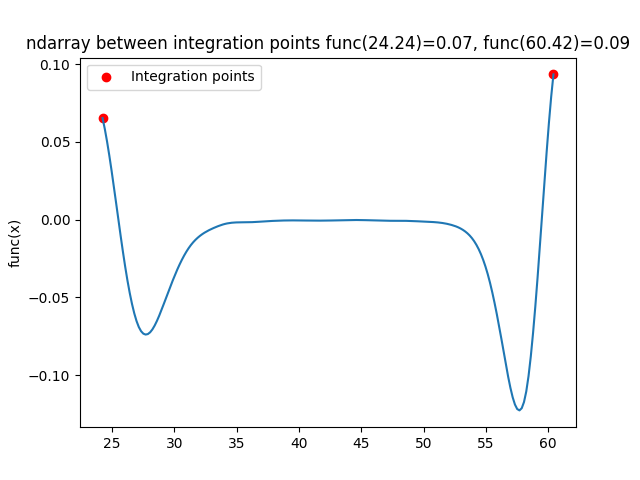 ndarray between integration points func(24.24)=0.07, func(60.42)=0.09
Integration points
0.10
0.05
0.00
−0.05
−0.10
func(x)
25 30 35 40 45 50 55 60